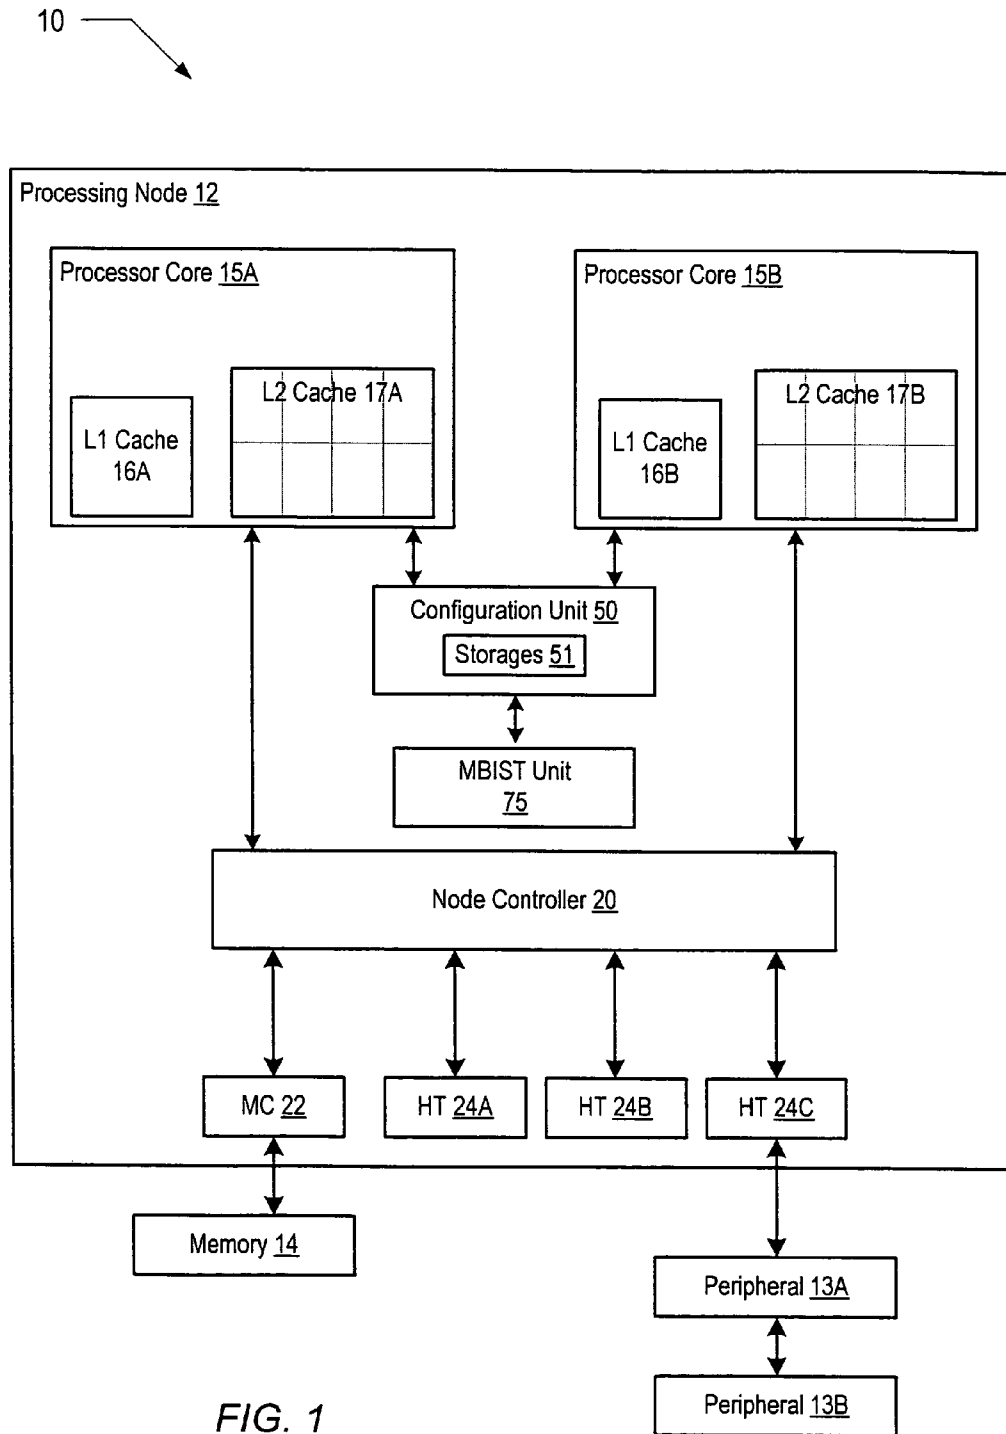 10
Processing Node 12
Processor Core 15A
Processor Core 15B
L2 Cache 17A
L2 Cache 17B
L1 Cache
16A
L1 Cache
16B
Configuration Unit 50
Storages 51
MBIST Unit
75
Node Controller 20
MC 22
HT 24A
HT 24B
HT 24C
Memory 14
Peripheral 13A
Peripheral 13B
FIG. 1